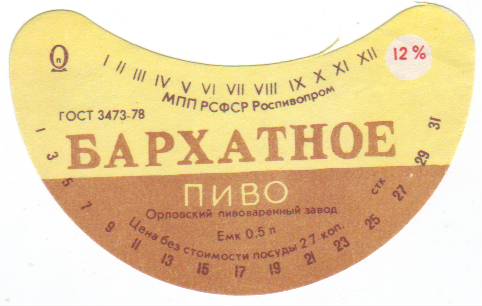 П
I II III IV V VI VII VIII IX X XI XII
12%
МПП РСФСР Роспивопром
ГОСТ 3473-78
БАРХАТНОЕ
ПИВО
Орловский пивоваренный завод
Емк 0.5 л
Цена без стоимости посуды 27 коп.
стк
1 3 5 7 9 11 13 15 17 19 21 23 25 27 29 31